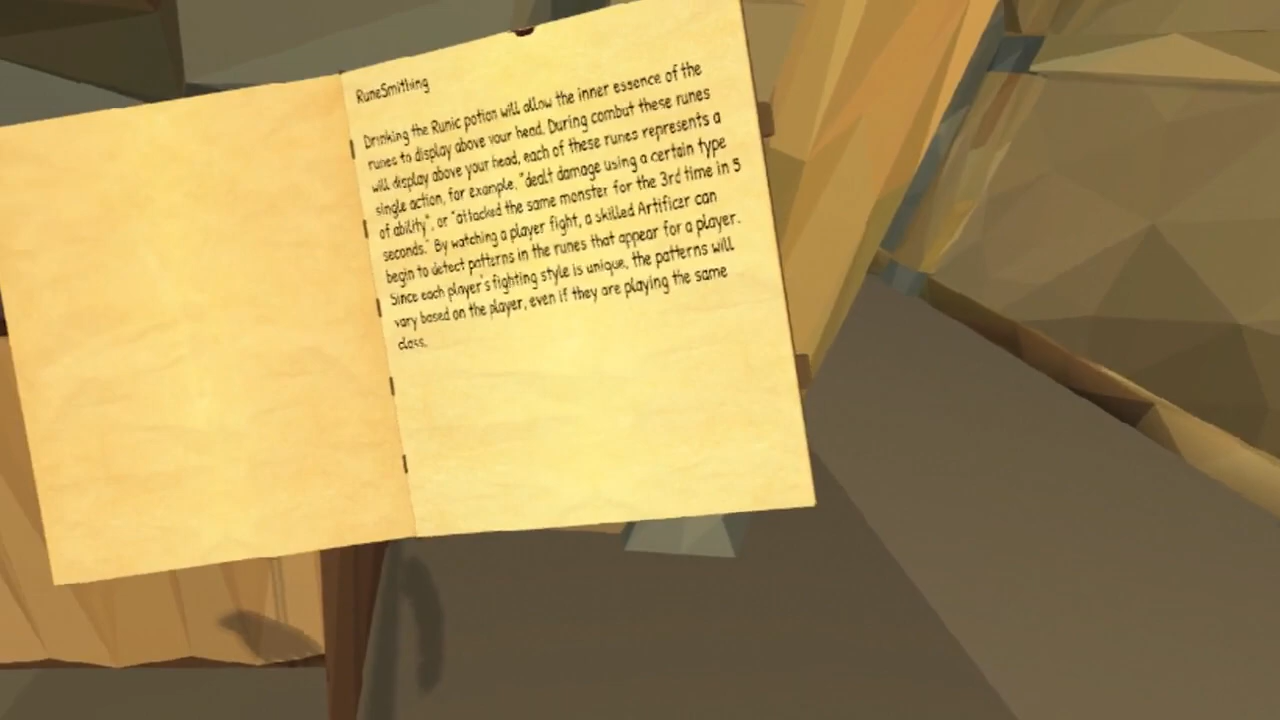 RuneSmithing
Drinking the Runic potion will allow the inner essence of the
runes to display above your head. During combut these runes
will display above your head, each of these runes represents a
single action, for example, "dealt damage using a certain type
of ability", or "attacked the same monster for the 3rd time in 5
seconds." By watching a player fight, a skilled Artificer can
begin to detect patterns in the runes that appear for a player.
Since each player's fighting style is unique, the patterns will
vary based on the player, even if they are playing the same
class.